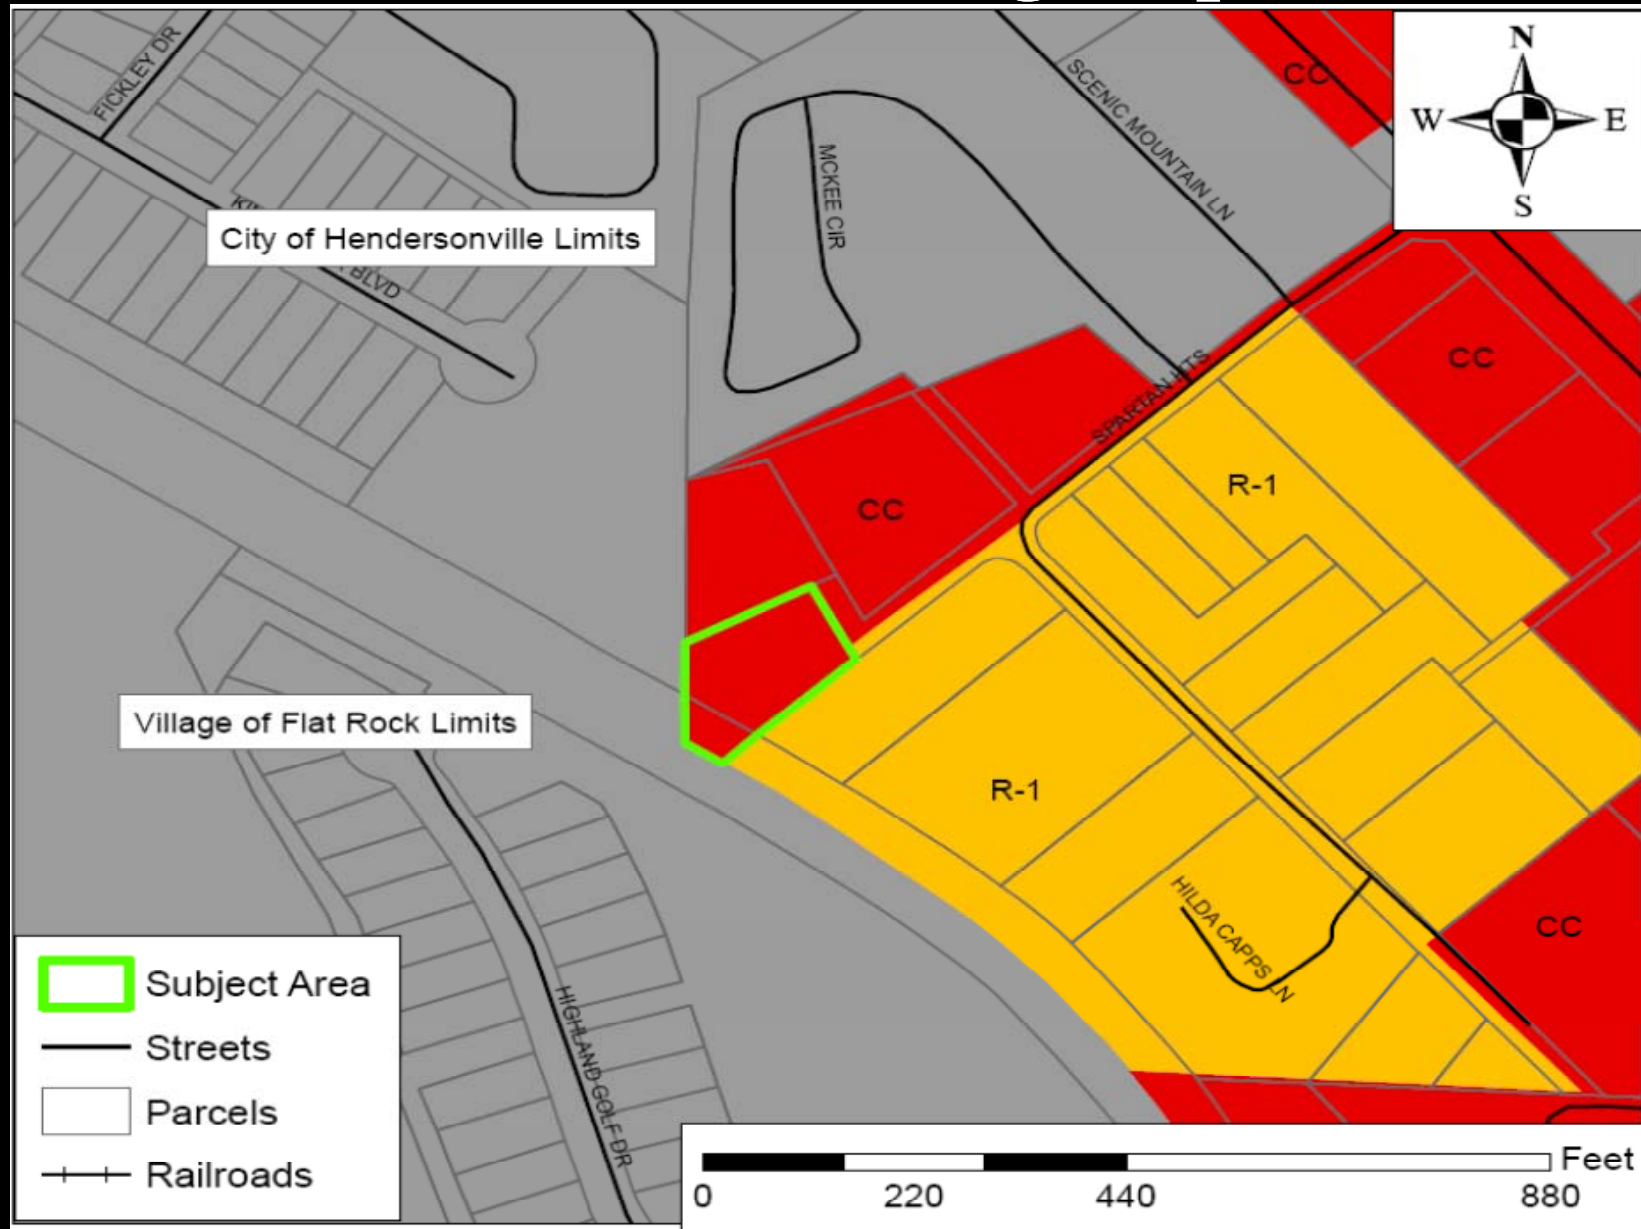 FICKLEY DR
SCENIC MOUNTAIN LN
CC
N
W E
S
MCKEE CIR
City of Hendersonville Limits
BLVD
SPARTAN HTS
CC
R-1
CC
Village of Flat Rock Limits
R-1
HILDA CAPPS LN
CC
HIGHLAND GOLF DR
Subject Area
Streets
Parcels
Railroads
Feet
0 220 440 880